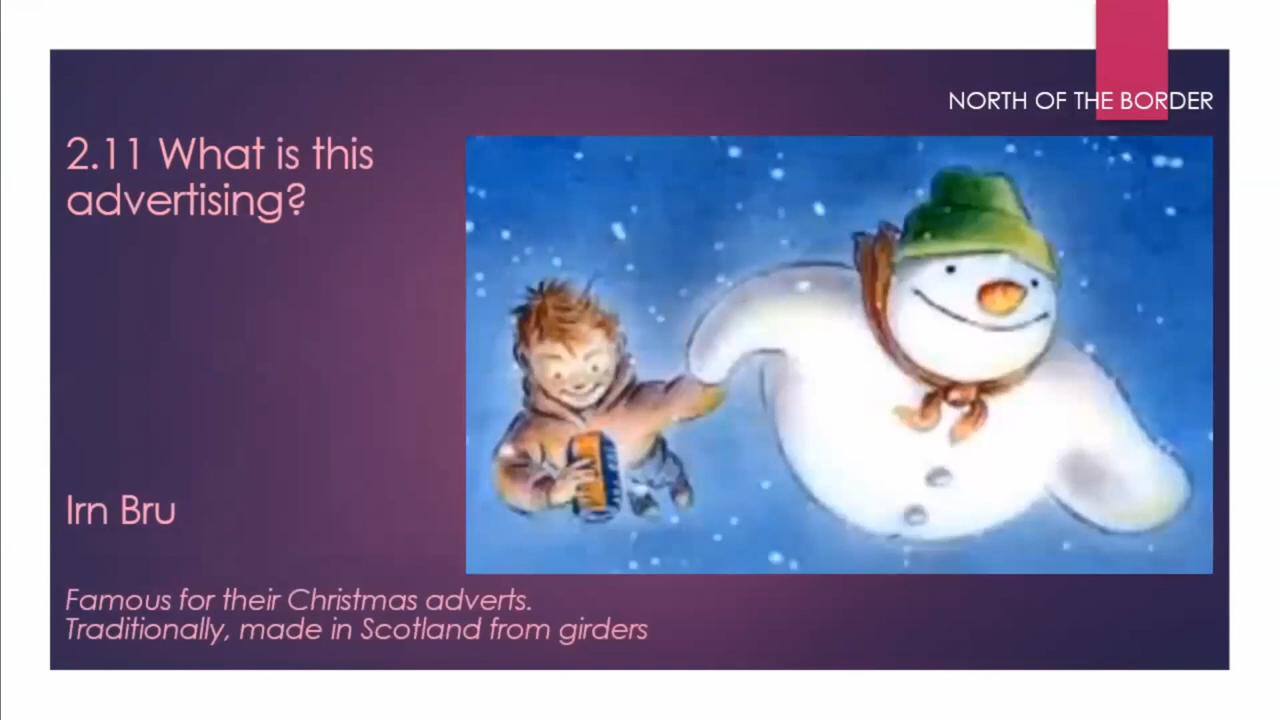 NORTH OF THE BORDER
2.11 What is this
advertising?
Irn Bru
Famous for their Christmas adverts.
Traditionally, made in Scotland from girders